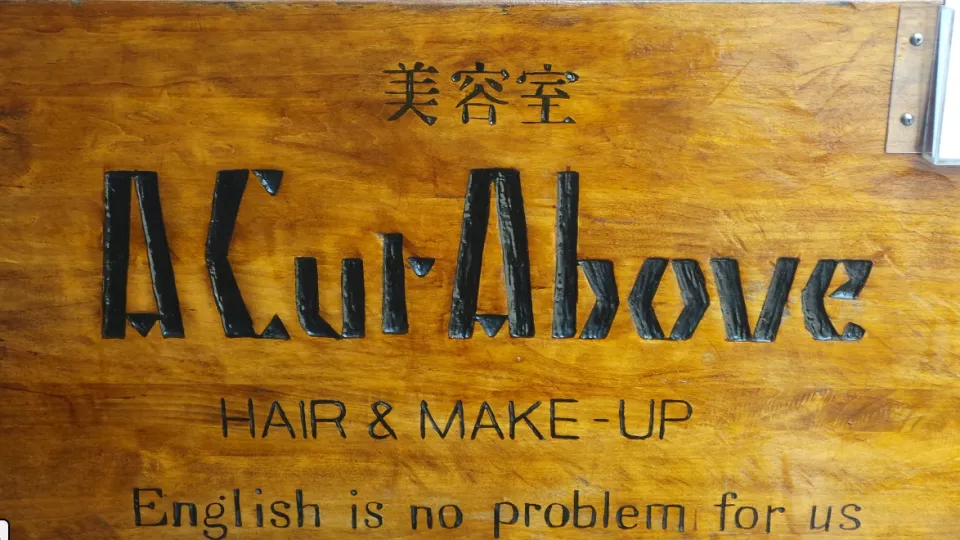 美容室
A Cut Above
HAIR & MAKE-UP
English is no problem for us